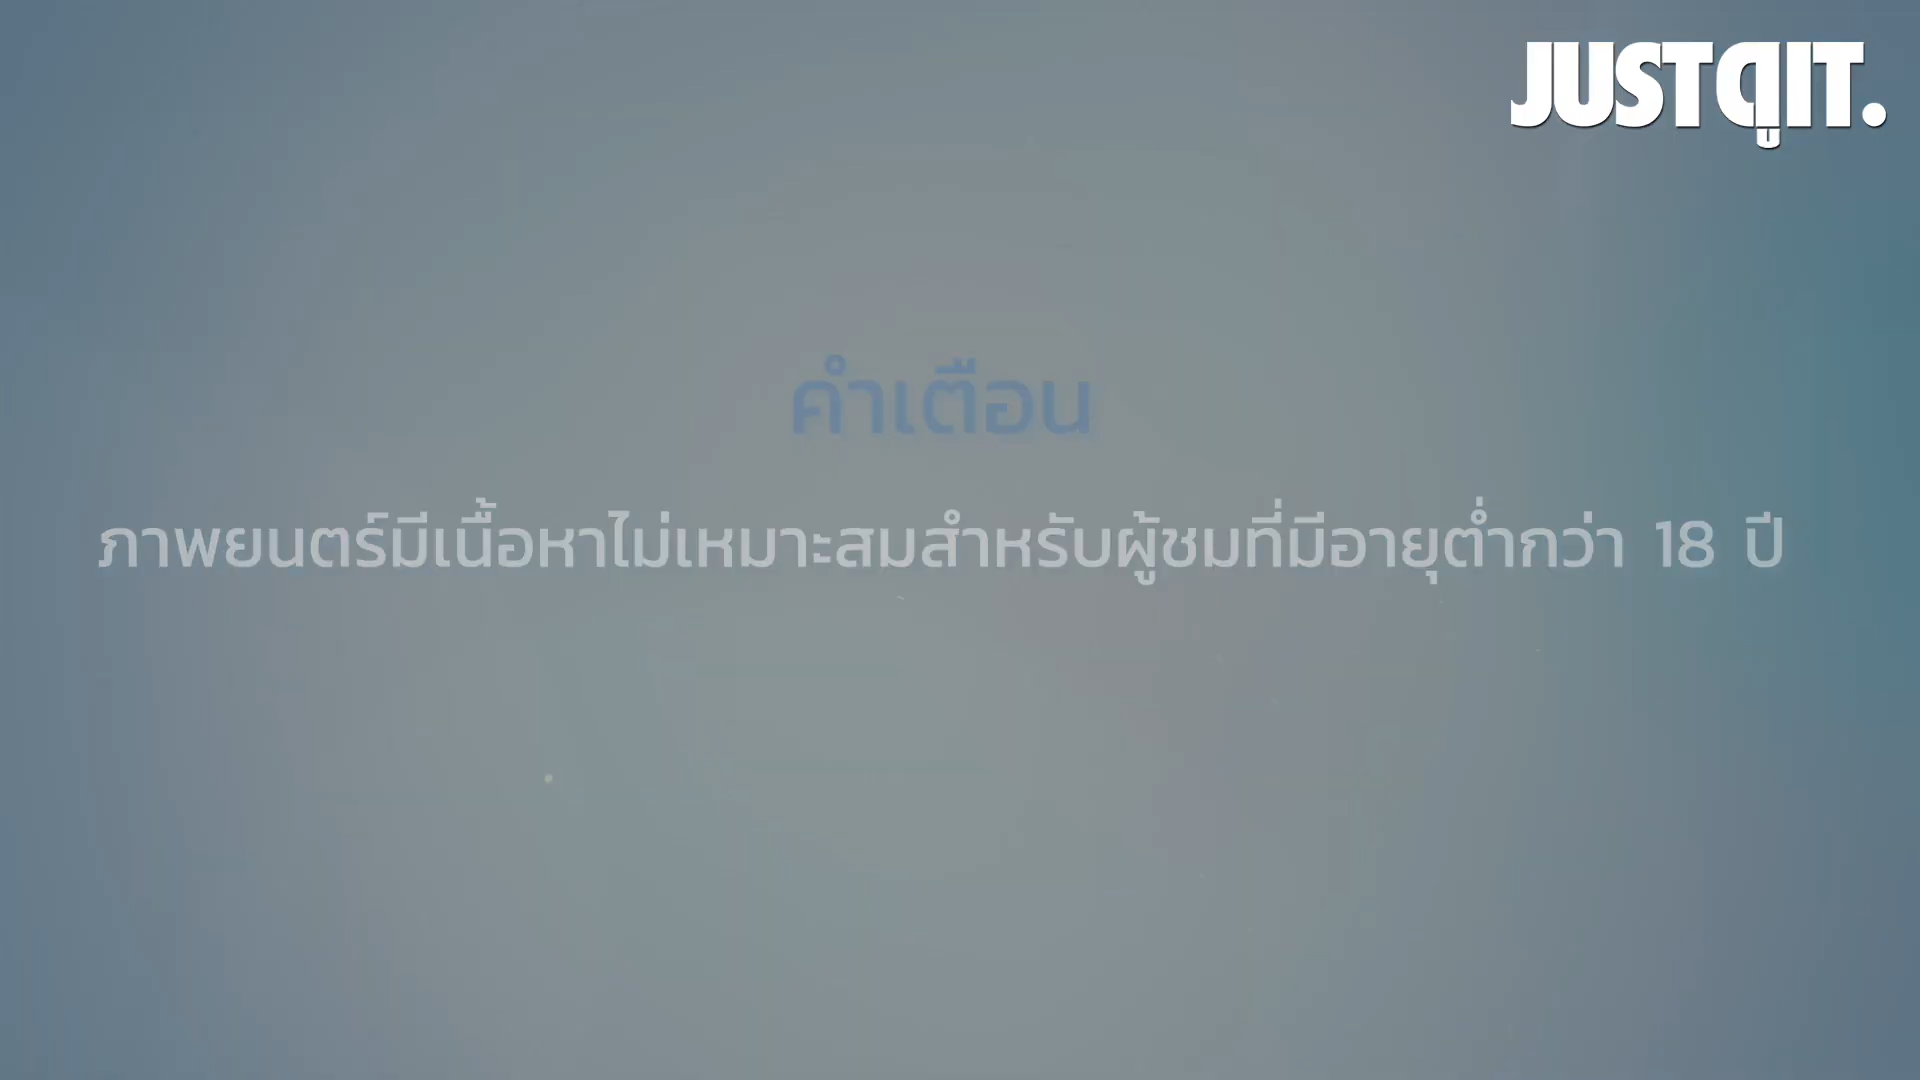 JUSTดูIT.
คำเตือน
ภาพยนตร์มีเนื้อหาไม่เหมาะสมสำหรับผู้ชมที่มีอายุต่ำกว่า 18 ปี